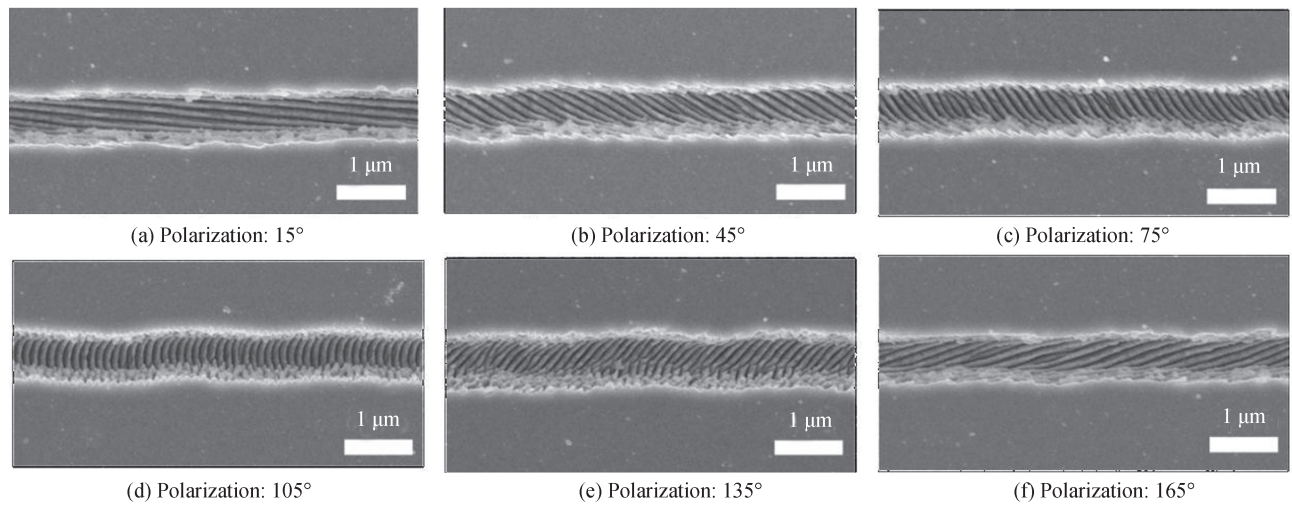 1 μm
1 μm
1 μm
(a) Polarization: 15°
(b) Polarization: 45°
(c) Polarization: 75°
1 μm
1 μm
1 μm
(d) Polarization: 105°
(e) Polarization: 135°
(f) Polarization: 165°